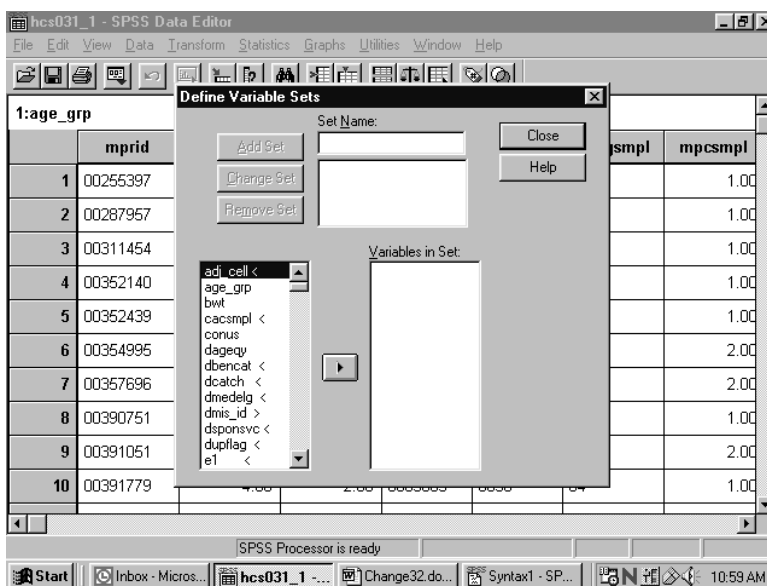 hcs031_1 - SPSS Data Editor
File Edit View Data Transform Statistics Graphs Utilities Window Help
Define Variable Sets
1:age_grp
Set Name:
Add Set
Change Set
Remove Set
Close
Help
Variables in Set:
adj_cell <
age_grp
bwt
cacsmpl <
conus
dageqy
dbencat <
dcatch <
dmedelg <
dmis_id >
dsponsvc <
dupflag <
e1 <
mprid mpcsmpl
1 00255397 1.00
2 00287957 1.00
3 00311454 1.00
4 00352140 1.00
5 00352439 1.00
6 00354995 2.00
7 00357696 2.00
8 00390751 1.00
9 00391051 2.00
10 00391779 1.00
SPSS Processor is ready
Start Inbox - Micros... hcs031_1 -... Change32.do... Syntax1 - SP... 10:59 AM